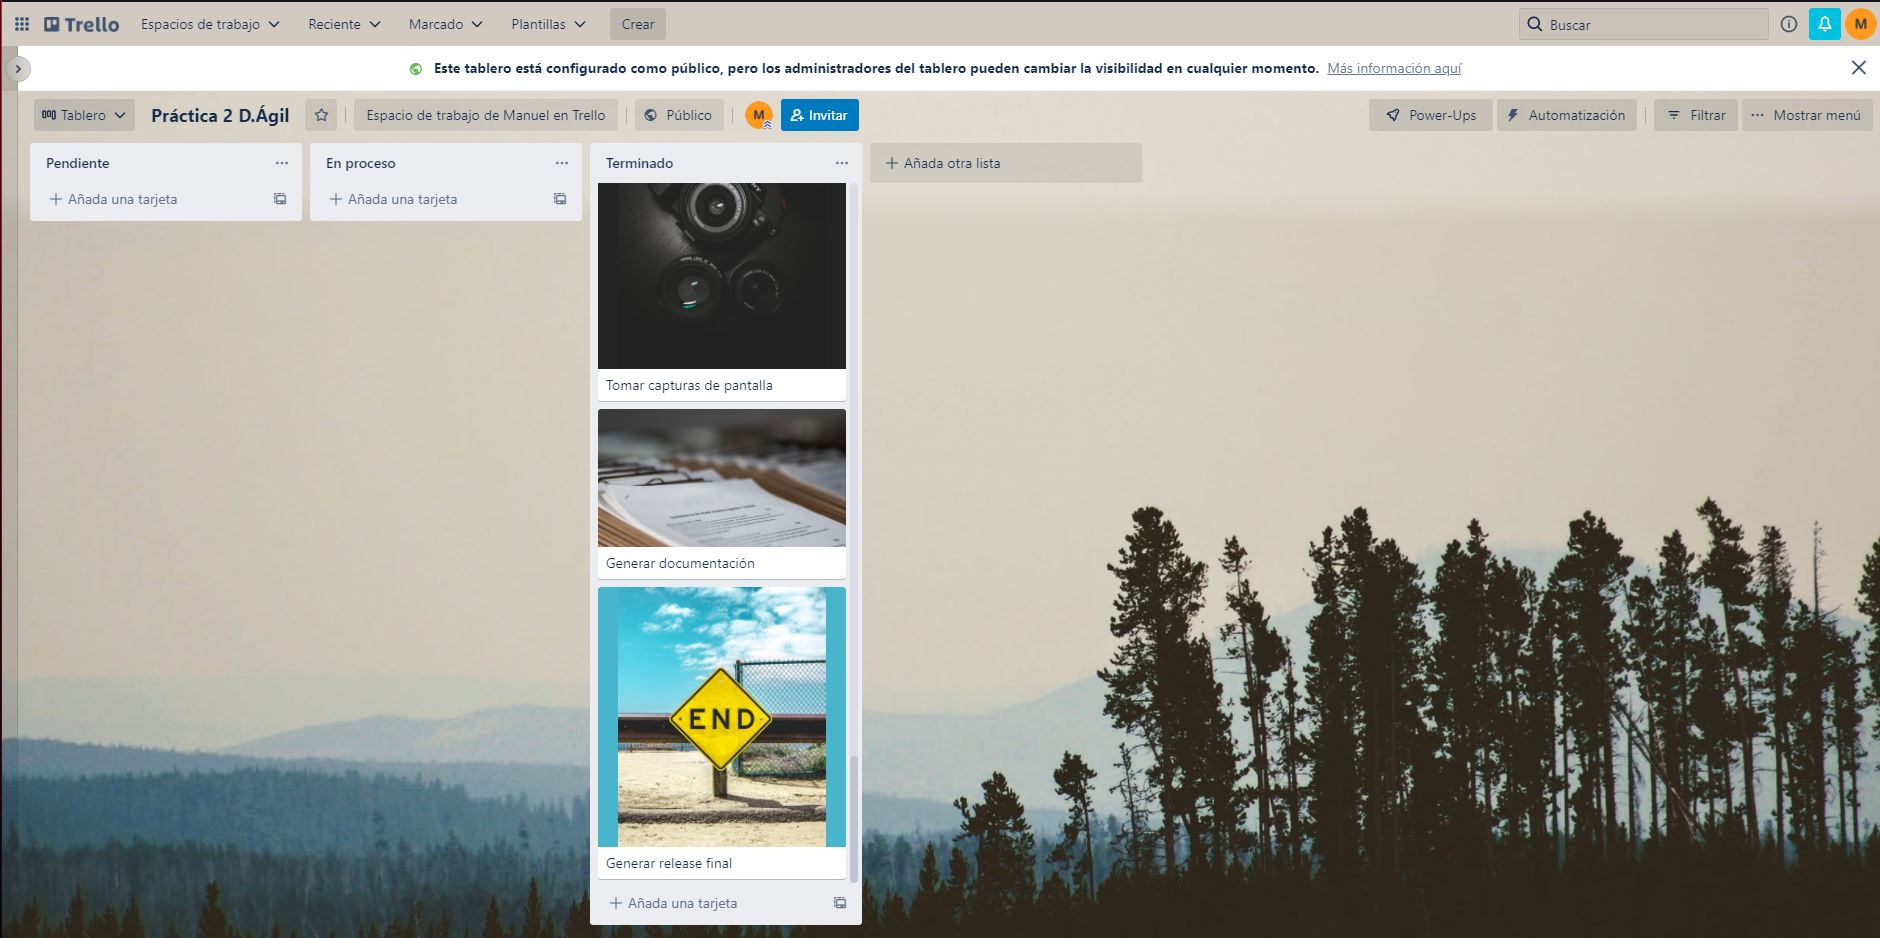 Trello Espacios de trabajo Reciente Marcado Plantillas Crear Buscar M
Este tablero está configurado como público, pero los administradores del tablero pueden cambiar la visibilidad en cualquier momento. Más información aquí
Tablero Práctica 2 D.Ágil Espacio de trabajo de Manuel en Trello Público M Invitar Power-Ups Automatización Filtrar Mostrar menú
Pendiente
Añada una tarjeta
En proceso
Añada una tarjeta
Terminado
Tomar capturas de pantalla
Generar documentación
END
Generar release final
Añada una tarjeta
Añada otra lista